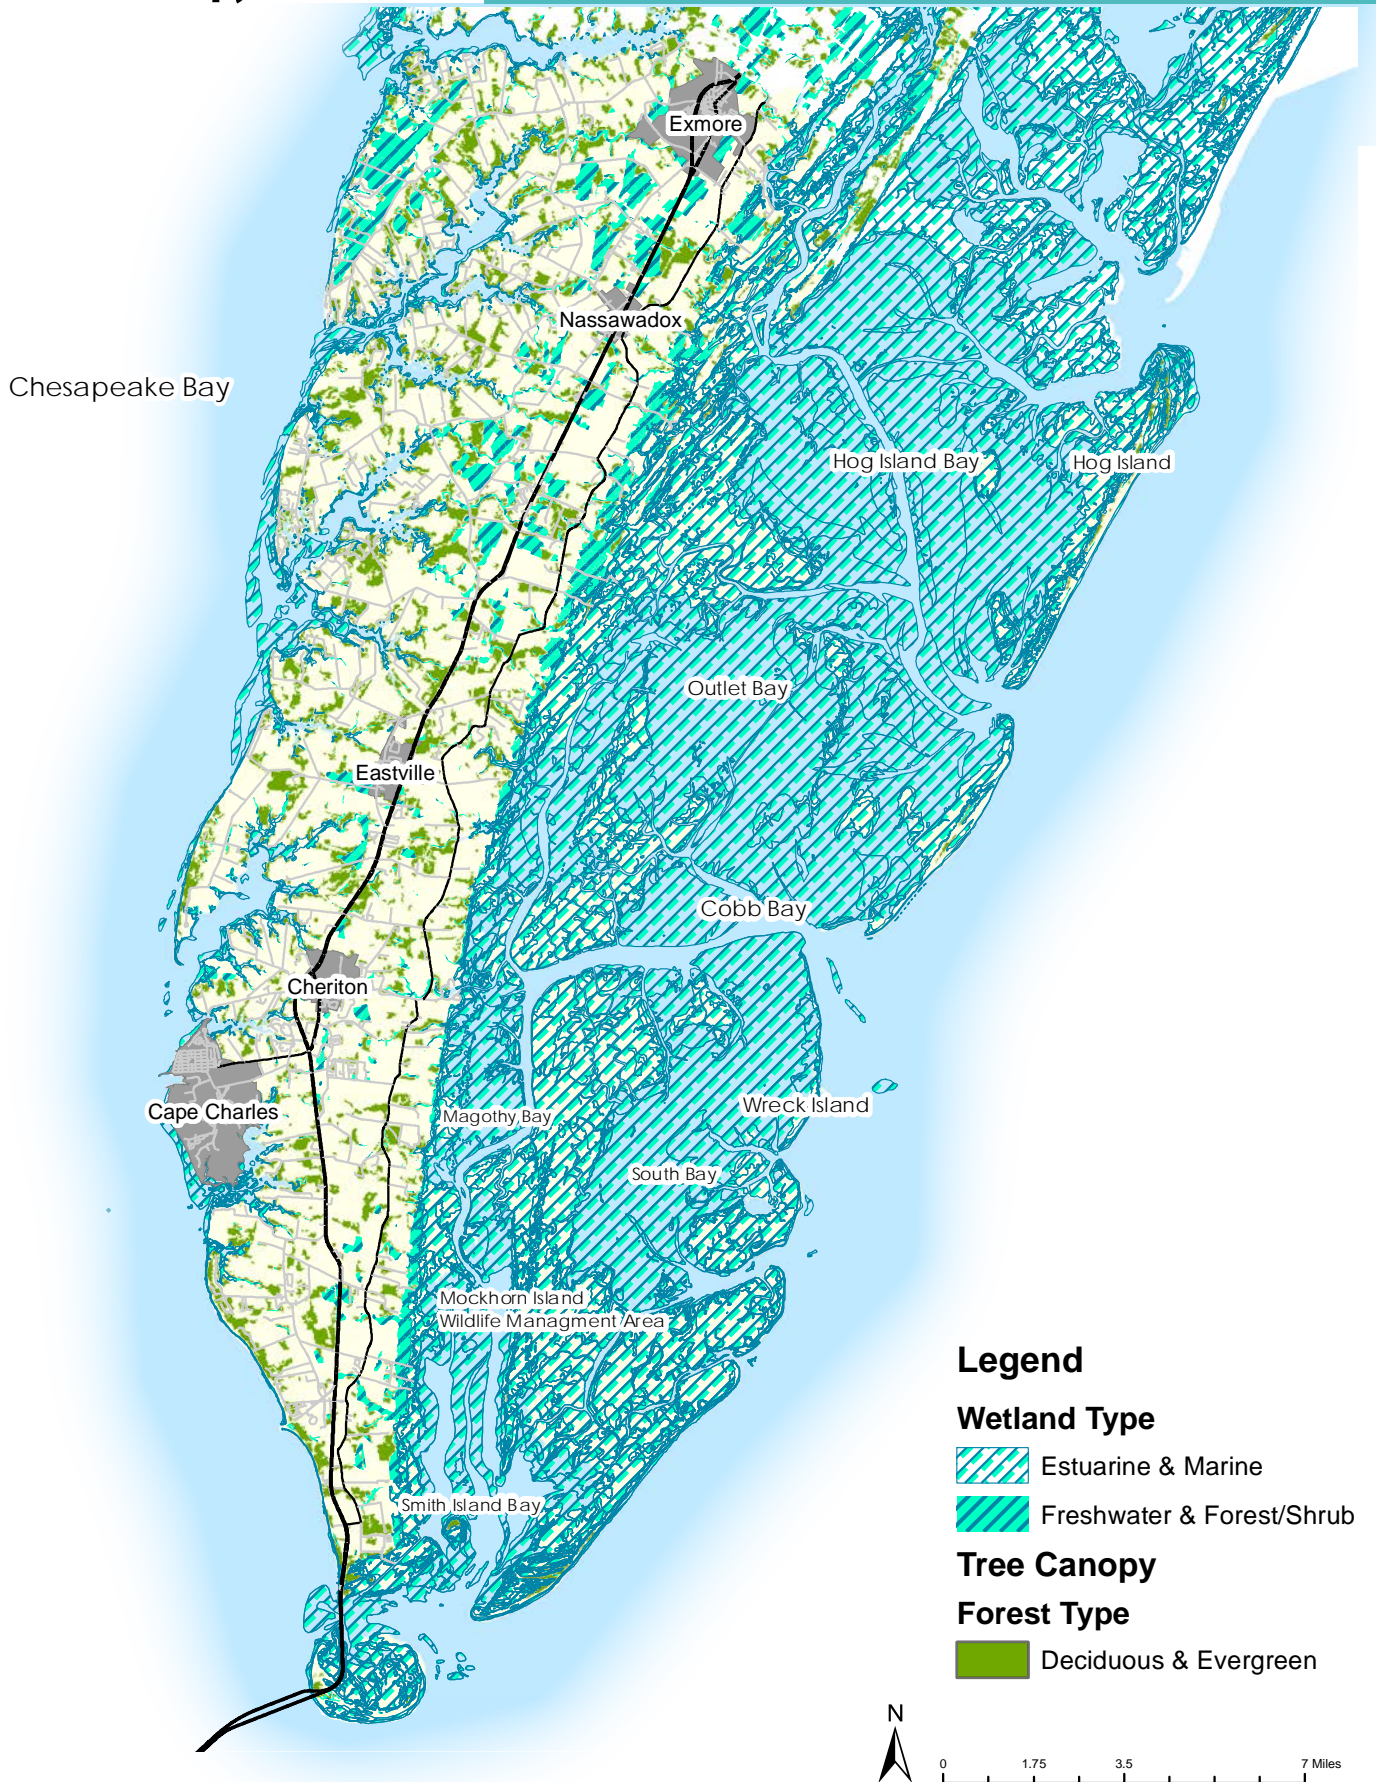 Exmore
Nassawadox
Chesapeake Bay
Hog Island Bay
Hog Island
Outlet Bay
Eastville
Cobb Bay
Cheriton
Cape Charles
Magothy Bay
Wreck Island
South Bay
Mockhorn Island
Wildlife Managment Area
Smith Island Bay
Legend
Wetland Type
Estuarine & Marine
Freshwater & Forest/Shrub
Tree Canopy
Forest Type
Deciduous & Evergreen
N
0 1.75 3.5 7 Miles